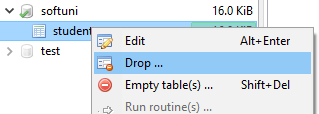 softuni 16.0 KiB
student
test
Edit Alt+Enter
Drop ...
Empty table(s) ... Shift+Del
Run routine(s) ...